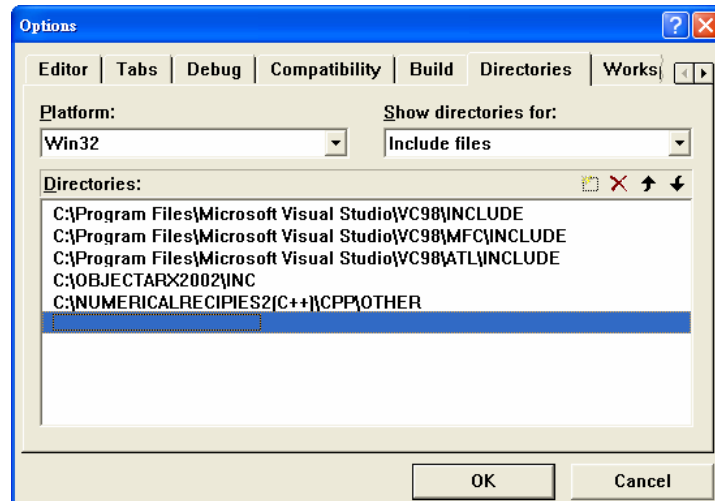 Options
Editor Tabs Debug Compatibility Build Directories Works
Platform: Show directories for:
Win32 Include files
Directories:
C:\Program Files\Microsoft Visual Studio\VC98\INCLUDE
C:\Program Files\Microsoft Visual Studio\VC98\MFC\INCLUDE
C:\Program Files\Microsoft Visual Studio\VC98\ATL\INCLUDE
C:\OBJECTARX2002\INC
C:\NUMERICALRECIPIES2(C++)\CPP\OTHER
OK Cancel